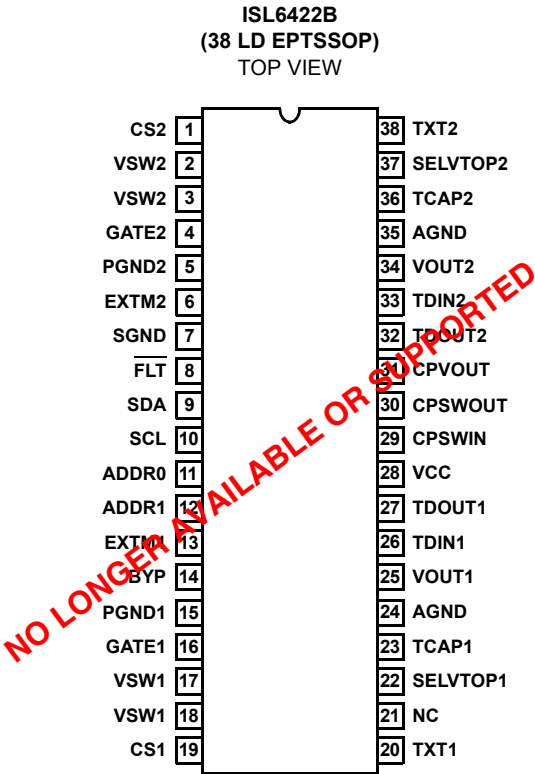 ISL6422B
(38 LD EPTSSOP)
TOP VIEW
CS2 1
VSW2 2
VSW2 3
GATE2 4
PGND2 5
EXTM2 6
SGND 7
FLT 8
SDA 9
SCL 10
ADDR0 11
ADDR1 12
EXTM1 13
BYP 14
PGND1 15
GATE1 16
VSW1 17
VSW1 18
CS1 19
38 TXT2
37 SELVTOP2
36 TCAP2
35 AGND
34 VOUT2
33 TDIN2
32 TDOUT2
31 CPVOUT
30 CPSWOUT
29 CPSWIN
28 VCC
27 TDOUT1
26 TDIN1
25 VOUT1
24 AGND
23 TCAP1
22 SELVTOP1
21 NC
20 TXT1
NO LONGER AVAILABLE OR SUPPORTED